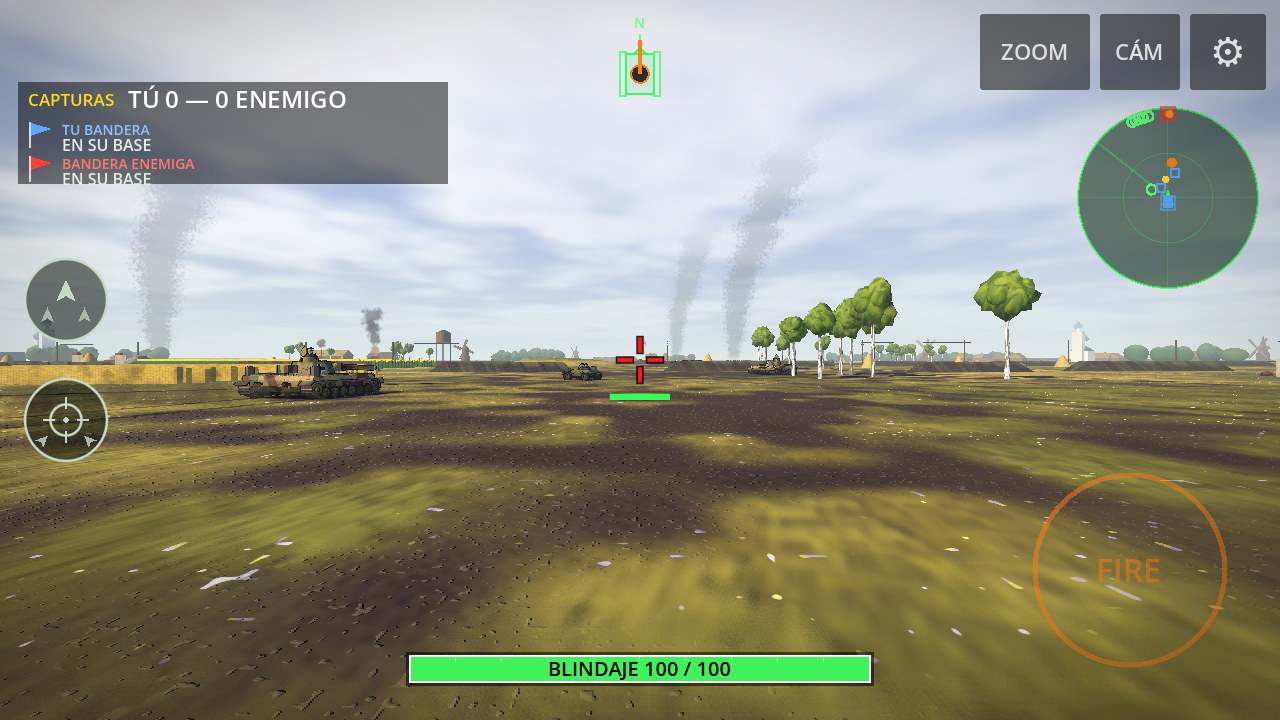 N
ZOOM
CÁM
CAPTURAS TÚ 0 — 0 ENEMIGO
TU BANDERA
EN SU BASE
BANDERA ENEMIGA
EN SU BASE
FIRE
BLINDAJE 100 / 100